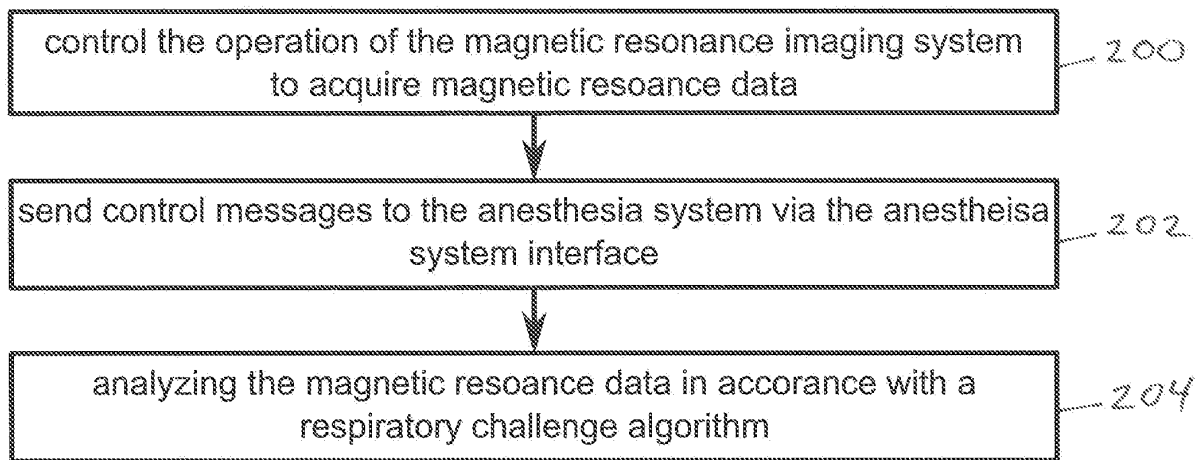 control the operation of the magnetic resonance imaging system
to acquire magnetic resoance data
200
send control messages to the anesthesia system via the anestheisa
system interface
202
analyzing the magnetic resoance data in accorance with a
respiratory challenge algorithm
204